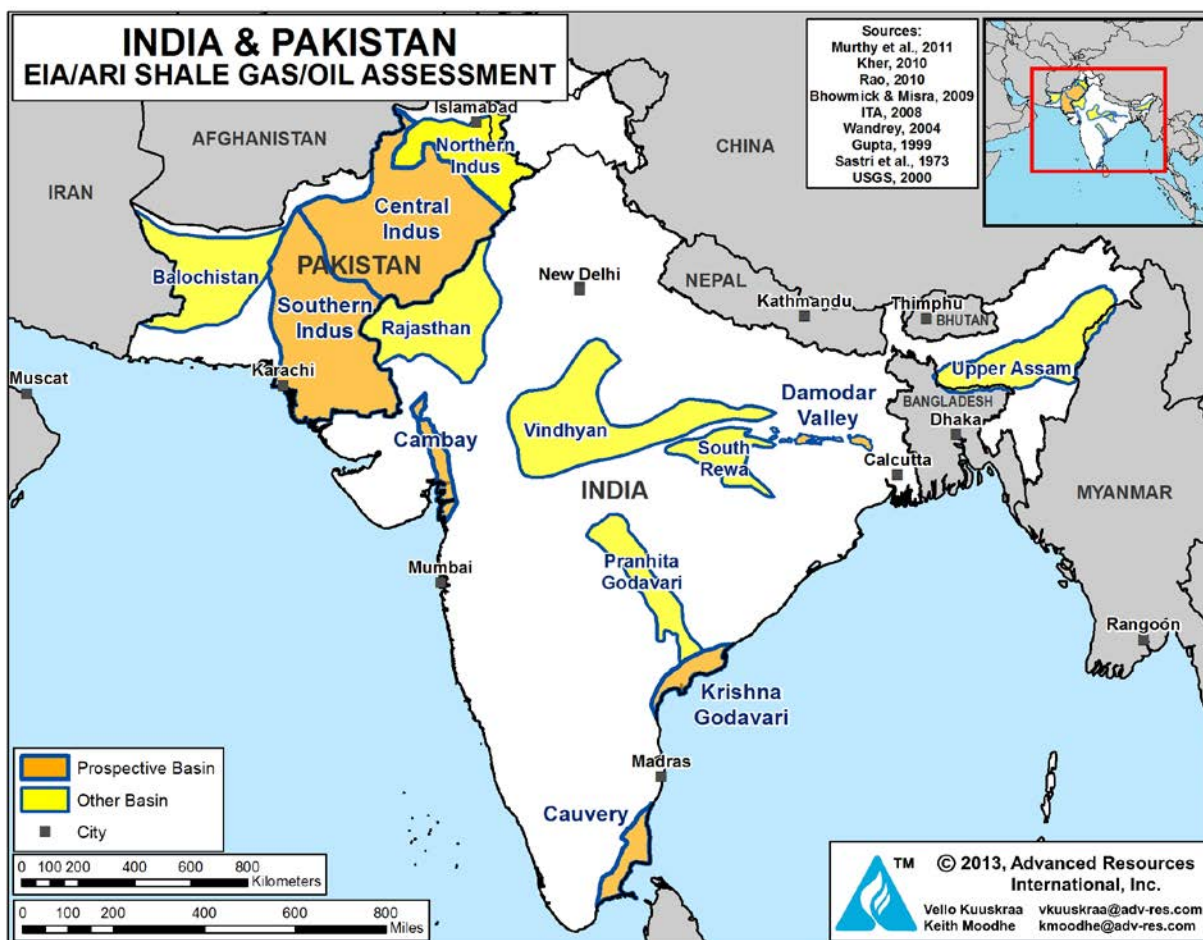 INDIA & PAKISTAN
EIA/ARI SHALE GAS/OIL ASSESSMENT
Sources:
Murthy et al., 2011
Kher, 2010
Rao, 2010
Bhowmick & Misra, 2009
ITA, 2008
Wandrey, 2004
Gupta, 1999
Sastri et al., 1973
USGS, 2000
Islamabad
AFGHANISTAN
Northern
Indus
CHINA
IRAN
Central
Indus
PAKISTAN
Balochistan
New Delhi
NEPAL
Kathmandu
Thimphu
BHUTAN
Southern
Indus
Rajasthan
Karachi
Muscat
Upper Assam
BANGLADESH
Dhaka
Damodar
Valley
Cambay
Vindhyan
South
Rewa
Calcutta
INDIA
MYANMAR
Pranhita
Godavari
Mumbai
Rangoón
Krishna
Godavari
Madras
Cauvery
Prospective Basin
Other Basin
City
0 100 200 400 600 800
Kilometers
0 100 200 400 600 800
Miles
TM
© 2013, Advanced Resources
International, Inc.
Vello Kuuskraa vkuuskraa@adv-res.com
Keith Moodhe kmoodhe@adv-res.com